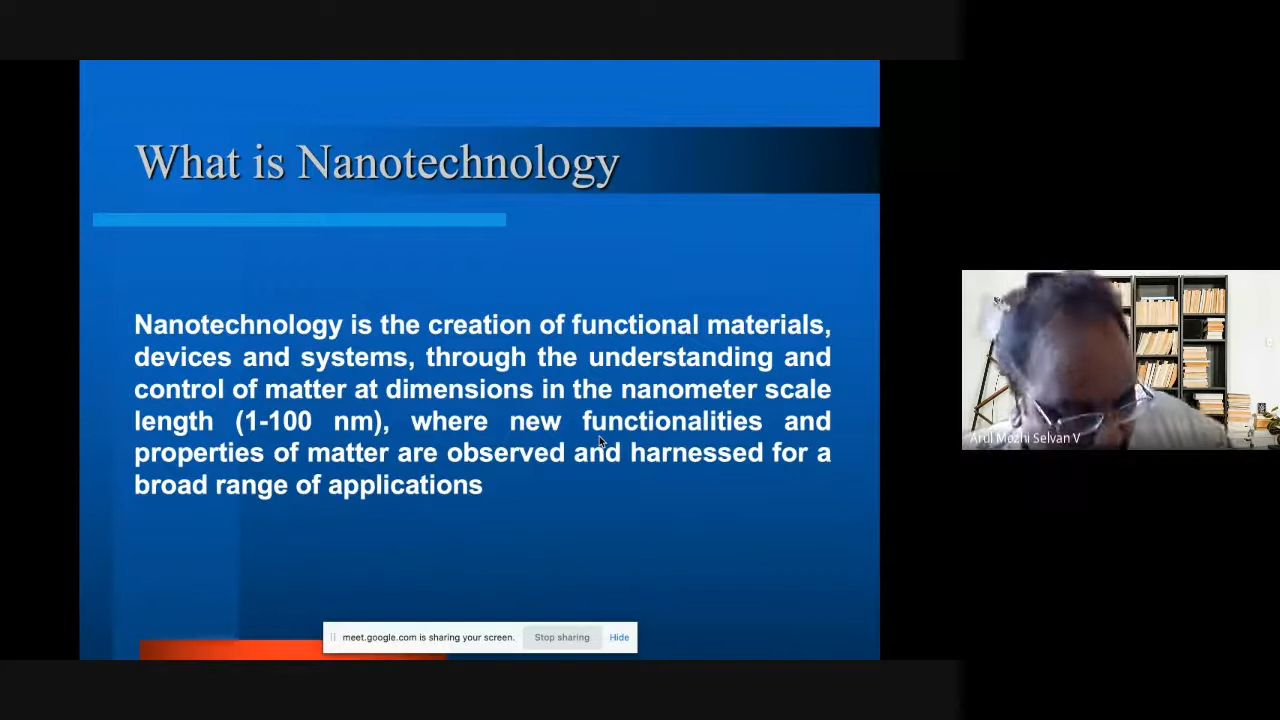 What is Nanotechnology
Nanotechnology is the creation of functional materials,
devices and systems, through the understanding and
control of matter at dimensions in the nanometer scale
length (1-100 nm), where new functionalities and
properties of matter are observed and harnessed for a
broad range of applications
meet.google.com is sharing your screen. Stop sharing Hide
Arul Mozhi Selvan V